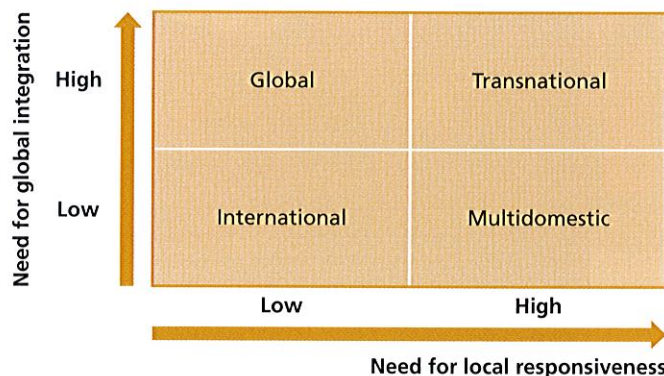 Need for global integration
High
Global
Transnational
Low
International
Multidomestic
Low
High
Need for local responsiveness